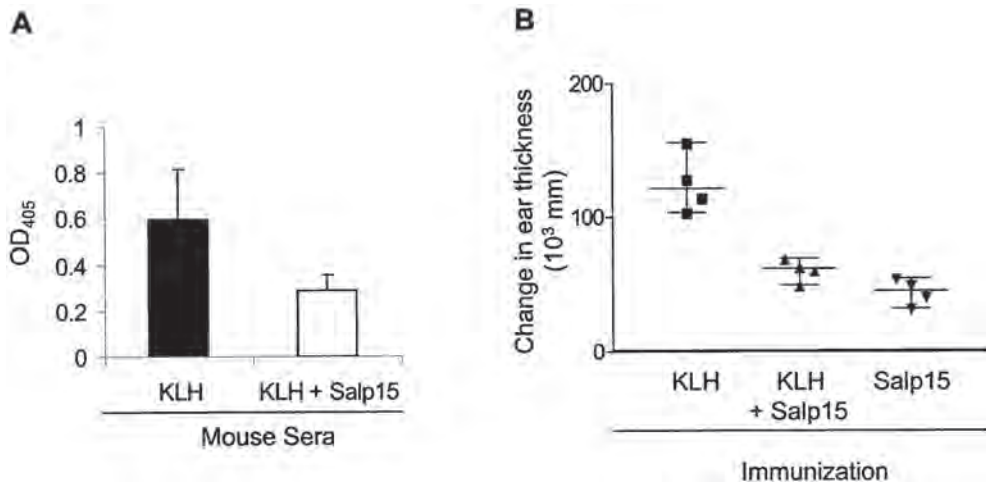 A
OD405
1
0.8
0.6
0.4
0.2
0
KLH
KLH + Salp15
Mouse Sera
B
Change in ear thickness
(10³ mm)
200
100
0
KLH
KLH
+ Salp15
Salp15
Immunization